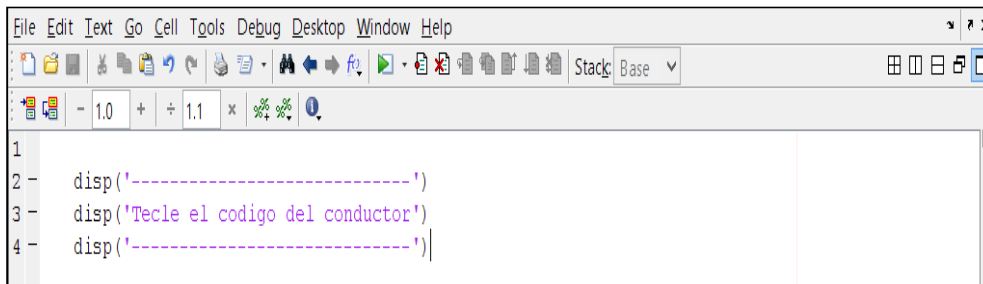 File Edit Text Go Cell Tools Debug Desktop Window Help
Stack: Base
1.0 + ÷ 1.1 ×
1
2 - disp('-----------------------------')
3 - disp('Tecle el codigo del conductor')
4 - disp('-----------------------------')